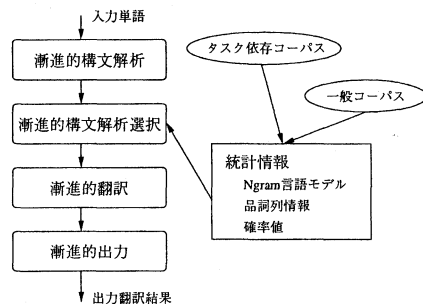 入力単語
漸進的構文解析
漸進的構文解析選択
漸進的翻訳
漸進的出力
出力翻訳結果
タスク依存コーパス
一般コーパス
統計情報
Ngram言語モデル
品詞列情報
確率値